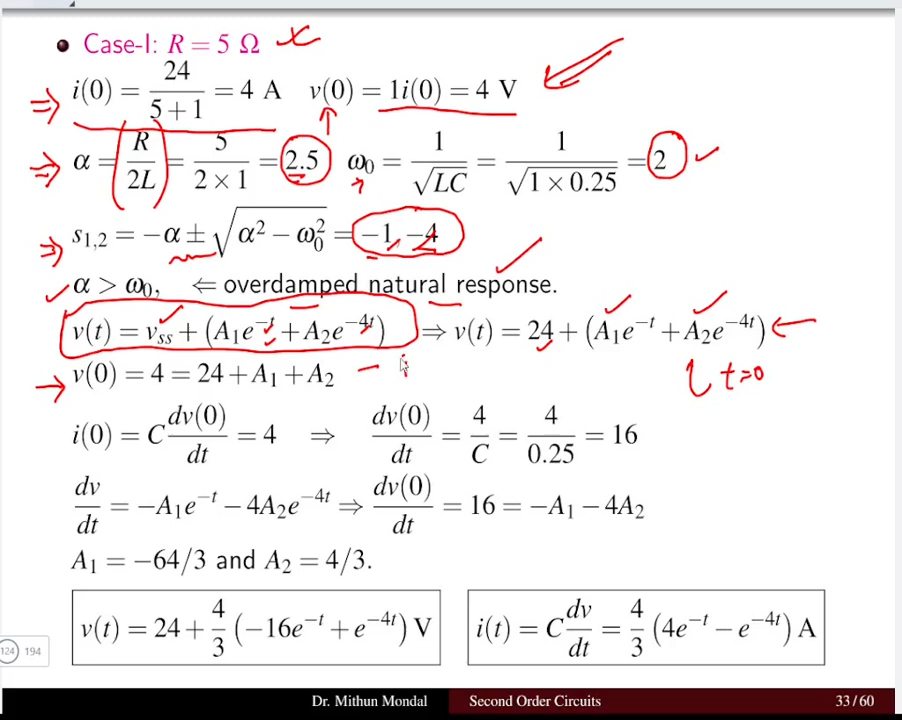 • Case-I: R = 5 Ω
i(0) = 24/(5+1) = 4 A v(0) = 1i(0) = 4 V
α = R/2L = 5/(2 × 1) = 2.5 ω₀ = 1/√LC = 1/√(1 × 0.25) = 2
s₁,₂ = −α ± √(α² − ω₀²) = −1, −4
α > ω₀, ⇐ overdamped natural response.
v(t) = vₛₛ + (A₁e⁻ᵗ + A₂e⁻⁴ᵗ) ⇒ v(t) = 24 + (A₁e⁻ᵗ + A₂e⁻⁴ᵗ)
v(0) = 4 = 24 + A₁ + A₂ t=0
i(0) = C dv(0)/dt = 4 ⇒ dv(0)/dt = 4/C = 4/0.25 = 16
dv/dt = −A₁e⁻ᵗ − 4A₂e⁻⁴ᵗ ⇒ dv(0)/dt = 16 = −A₁ − 4A₂
A₁ = −64/3 and A₂ = 4/3.
v(t) = 24 + 4/3 (−16e⁻ᵗ + e⁻⁴ᵗ) V i(t) = C dv/dt = 4/3 (4e⁻ᵗ − e⁻⁴ᵗ) A
124 194
Dr. Mithun Mondal Second Order Circuits 33/60